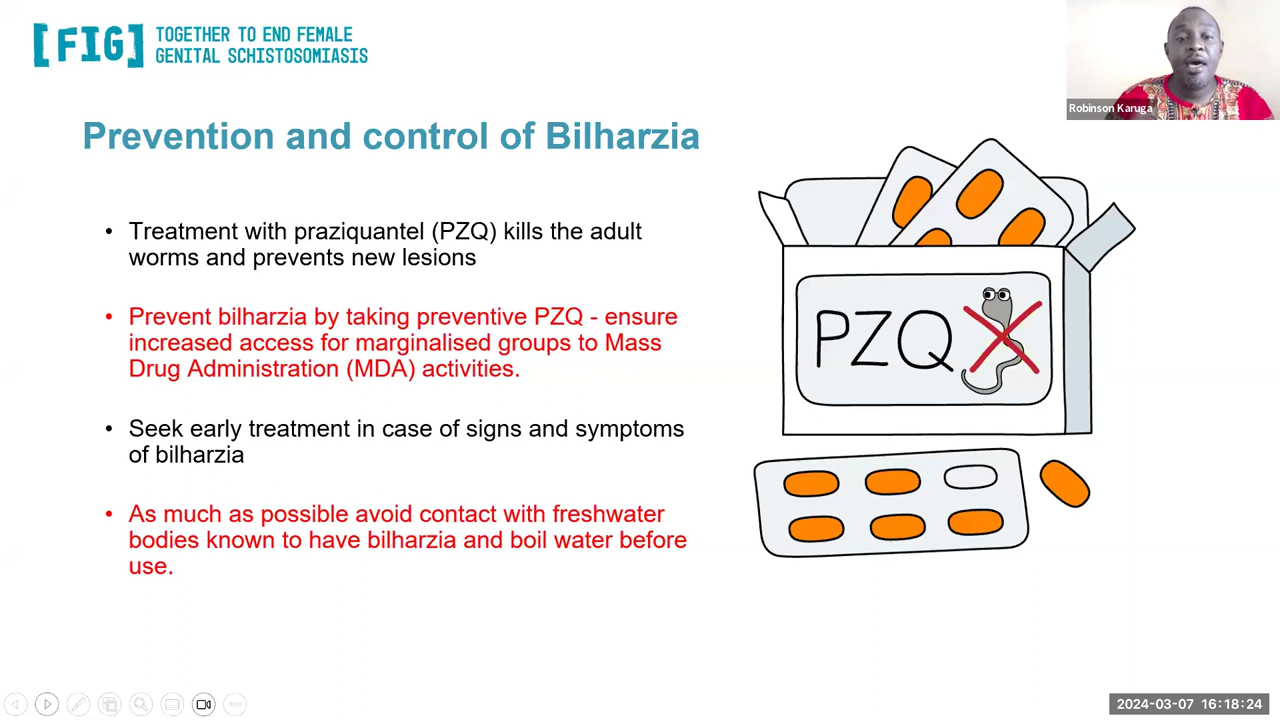 [FIG] TOGETHER TO END FEMALE
GENITAL SCHISTOSOMIASIS
Robinson Karuga
Prevention and control of Bilharzia
• Treatment with praziquantel (PZQ) kills the adult
worms and prevents new lesions
• Prevent bilharzia by taking preventive PZQ - ensure
increased access for marginalised groups to Mass
Drug Administration (MDA) activities.
• Seek early treatment in case of signs and symptoms
of bilharzia
• As much as possible avoid contact with freshwater
bodies known to have bilharzia and boil water before
use.
PZQ
2024-03-07 16:18:24